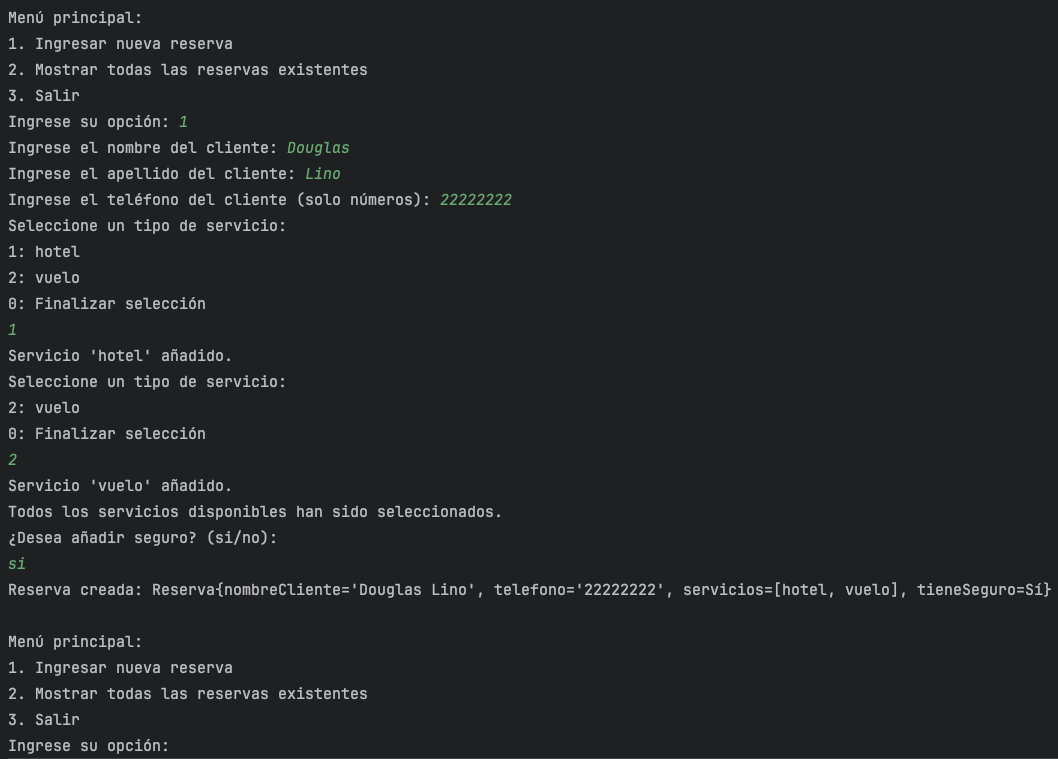 Menú principal:
1. Ingresar nueva reserva
2. Mostrar todas las reservas existentes
3. Salir
Ingrese su opción: 1
Ingrese el nombre del cliente: Douglas
Ingrese el apellido del cliente: Lino
Ingrese el teléfono del cliente (solo números): 22222222
Seleccione un tipo de servicio:
1: hotel
2: vuelo
0: Finalizar selección
1
Servicio 'hotel' añadido.
Seleccione un tipo de servicio:
2: vuelo
0: Finalizar selección
2
Servicio 'vuelo' añadido.
Todos los servicios disponibles han sido seleccionados.
¿Desea añadir seguro? (si/no):
si
Reserva creada: Reserva{nombreCliente='Douglas Lino', telefono='22222222', servicios=[hotel, vuelo], tieneSeguro=Sí}
Menú principal:
1. Ingresar nueva reserva
2. Mostrar todas las reservas existentes
3. Salir
Ingrese su opción: